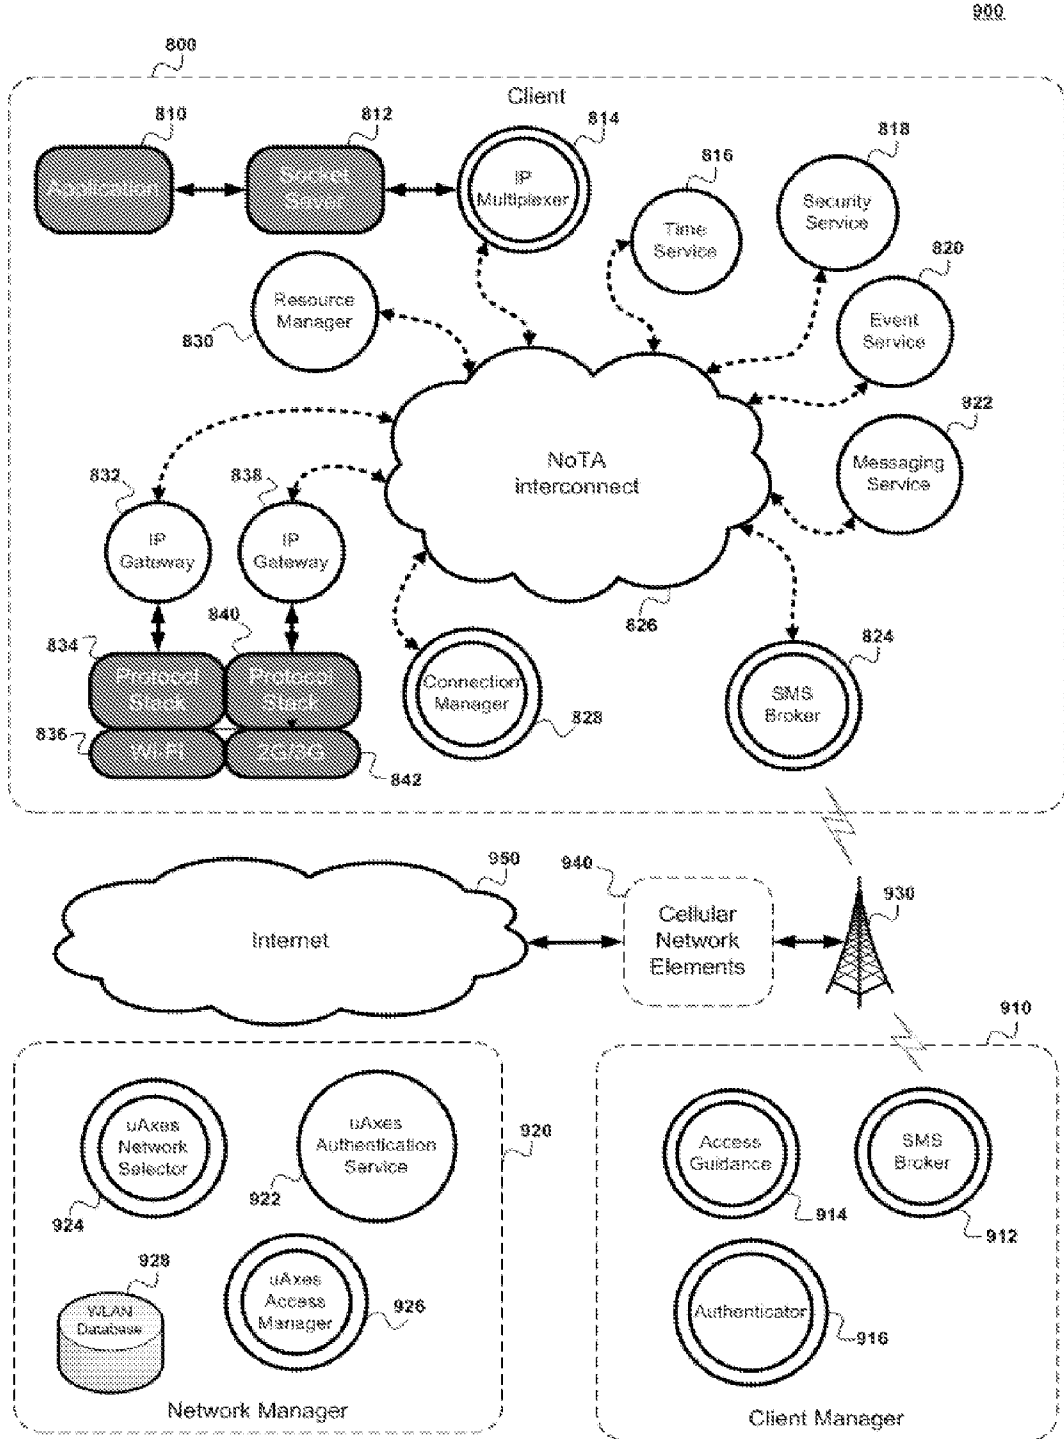 900
800
Client
810
812
814
816
818
Application
Socket
Server
IP
Multiplexer
Time
Service
Security
Service
820
Resource
Manager
830
Event
Service
922
832
838
NoTA
interconnect
Messaging
Service
IP
Gateway
IP
Gateway
834
840
826
824
Protocol
Stack
Protocol
Stack
Connection
Manager
SMS
Broker
836
Wi-Fi
2G/3G
842
828
950
940
930
Internet
Cellular
Network
Elements
910
uAxes
Network
Selector
uAxes
Authentication
Service
920
Access
Guidance
SMS
Broker
924
922
914
912
928
WLAN
Database
uAxes
Access
Manager
926
Authenticator
916
Network Manager
Client Manager